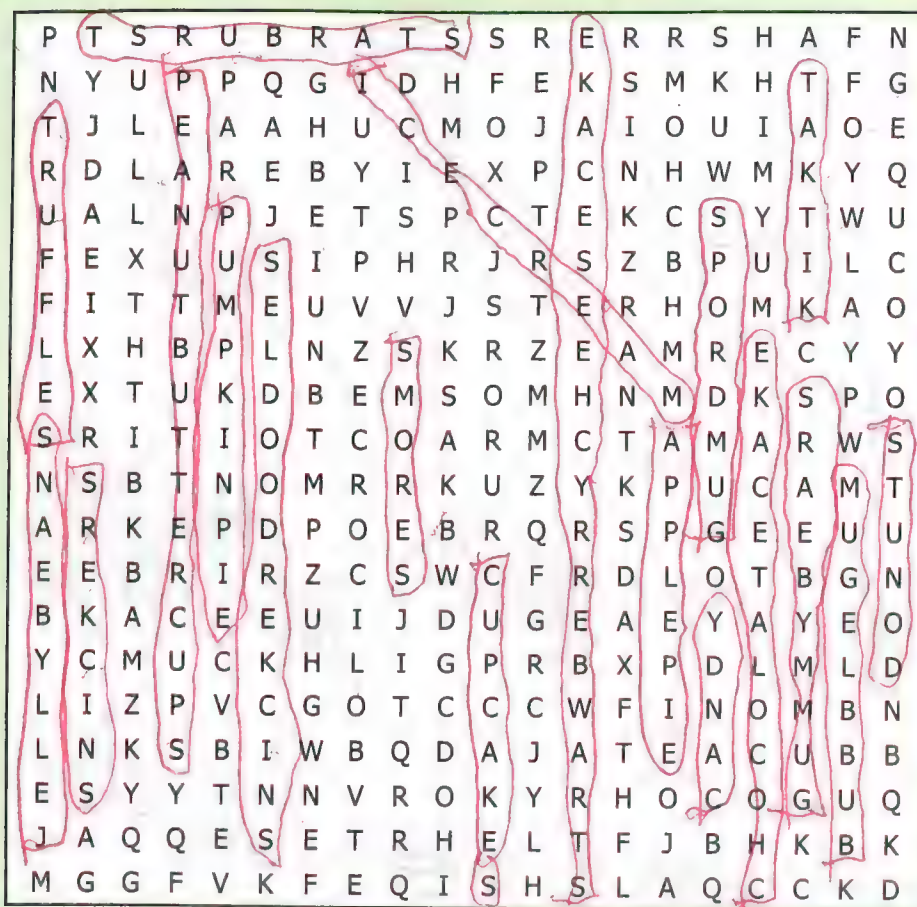 P T S R U B R A T S S R E R R S H A F N
N Y U P P Q G I D H F E K S M K H T F G
T J L E A A H U C M O J A I O U I A O E
R D L A R E B Y I E X P C N H W M K Y Q
U A L N P J E T S P C T E K C S Y T W U
F E X U U S I P H R J R S Z B P U I L C
F I T T M E U V V J S T E R H O M K A O
L X H B P L N Z S K R Z E A M R E C Y Y
E X T U K D B E M S O M H N M D K S P O
S R I T I O T C O A R M C T A M A R W S
N S B T N O M R R K U Z Y K P U C A M T
A R K E P D P O E B R Q R S P G E E U U
E E B R I R Z C S W C F R D L O T B G N
B K A C E E U I J D U G E A E Y A Y E O
Y C M U C K H L I G P R B X P D L M L D
L I Z P V C G O T C C C W F I N O M B N
L N K S B I W B Q D A J A T E A C U B B
E S Y Y T N N V R O K Y R H O C O G U Q
J A Q Q E S E T R H E L T F J B H K B K
M G G F V K F E Q I S H S L A Q C C K D